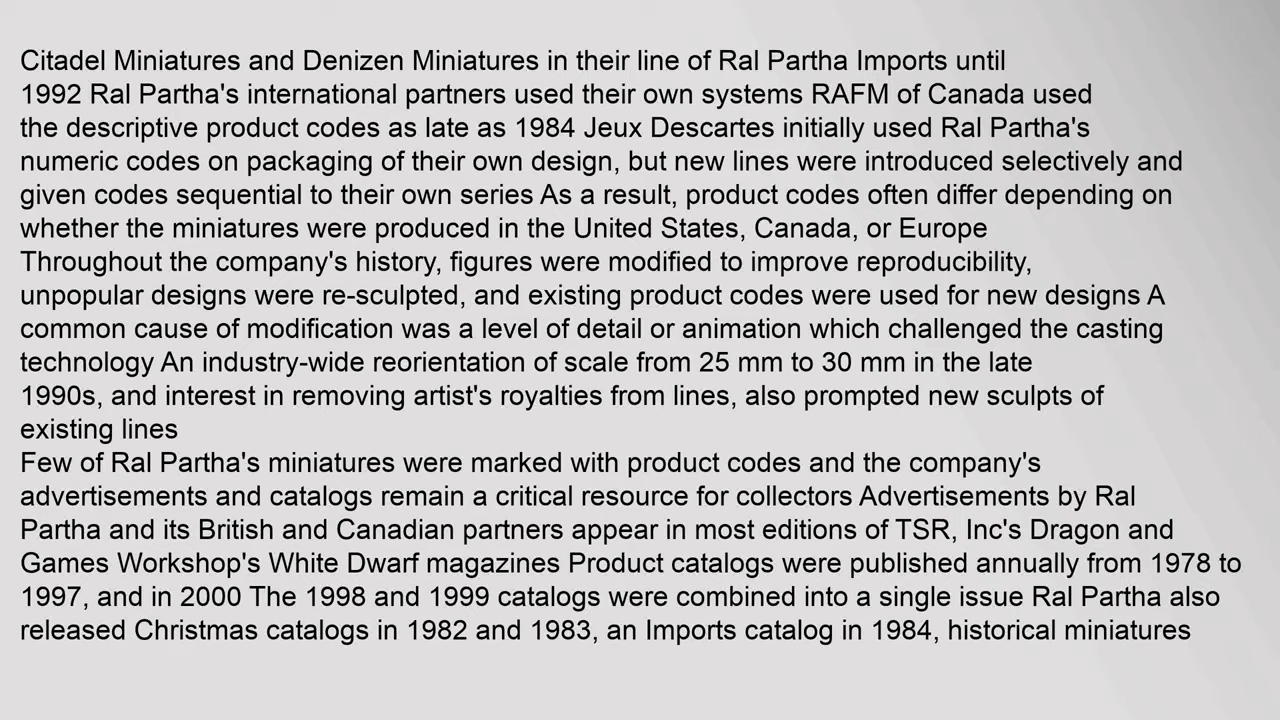 Citadel Miniatures and Denizen Miniatures in their line of Ral Partha Imports until
1992 Ral Partha's international partners used their own systems RAFM of Canada used
the descriptive product codes as late as 1984 Jeux Descartes initially used Ral Partha's
numeric codes on packaging of their own design, but new lines were introduced selectively and
given codes sequential to their own series As a result, product codes often differ depending on
whether the miniatures were produced in the United States, Canada, or Europe
Throughout the company's history, figures were modified to improve reproducibility,
unpopular designs were re-sculpted, and existing product codes were used for new designs A
common cause of modification was a level of detail or animation which challenged the casting
technology An industry-wide reorientation of scale from 25 mm to 30 mm in the late
1990s, and interest in removing artist's royalties from lines, also prompted new sculpts of
existing lines
Few of Ral Partha's miniatures were marked with product codes and the company's
advertisements and catalogs remain a critical resource for collectors Advertisements by Ral
Partha and its British and Canadian partners appear in most editions of TSR, Inc's Dragon and
Games Workshop's White Dwarf magazines Product catalogs were published annually from 1978 to
1997, and in 2000 The 1998 and 1999 catalogs were combined into a single issue Ral Partha also
released Christmas catalogs in 1982 and 1983, an Imports catalog in 1984, historical miniatures